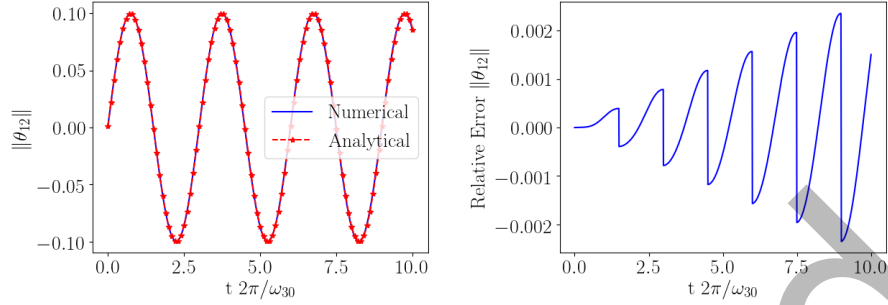 0.10
0.05
0.00
−0.05
−0.10
||θ12||
Numerical
Analytical
0.0 2.5 5.0 7.5 10.0
t 2π/ω30
0.002
0.001
0.000
−0.001
−0.002
Relative Error ||θ12||
0.0 2.5 5.0 7.5 10.0
t 2π/ω30